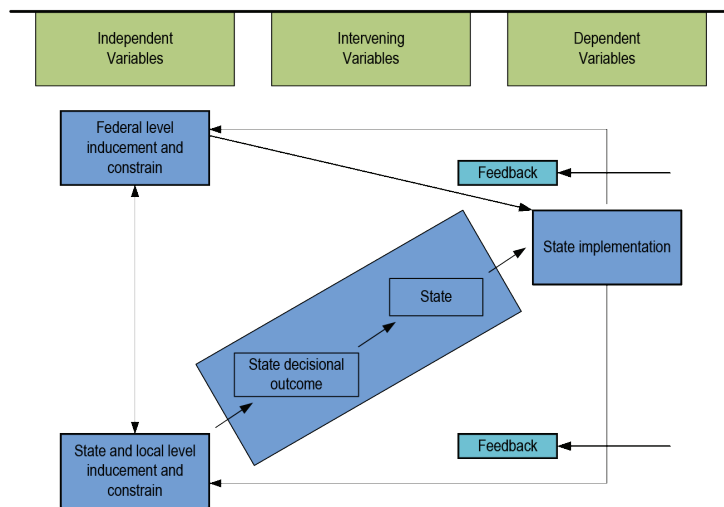 Independent
Variables
Intervening
Variables
Dependent
Variables
Federal level
inducement and
constrain
Feedback
State implementation
State
State decisional
outcome
State and local level
inducement and
constrain
Feedback